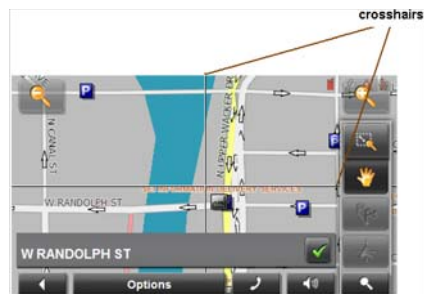 crosshairs
N CANAL ST
N UPPER WACKER DR
P
P
W RANDOLPH ST
W RANDOLPH ST
Options